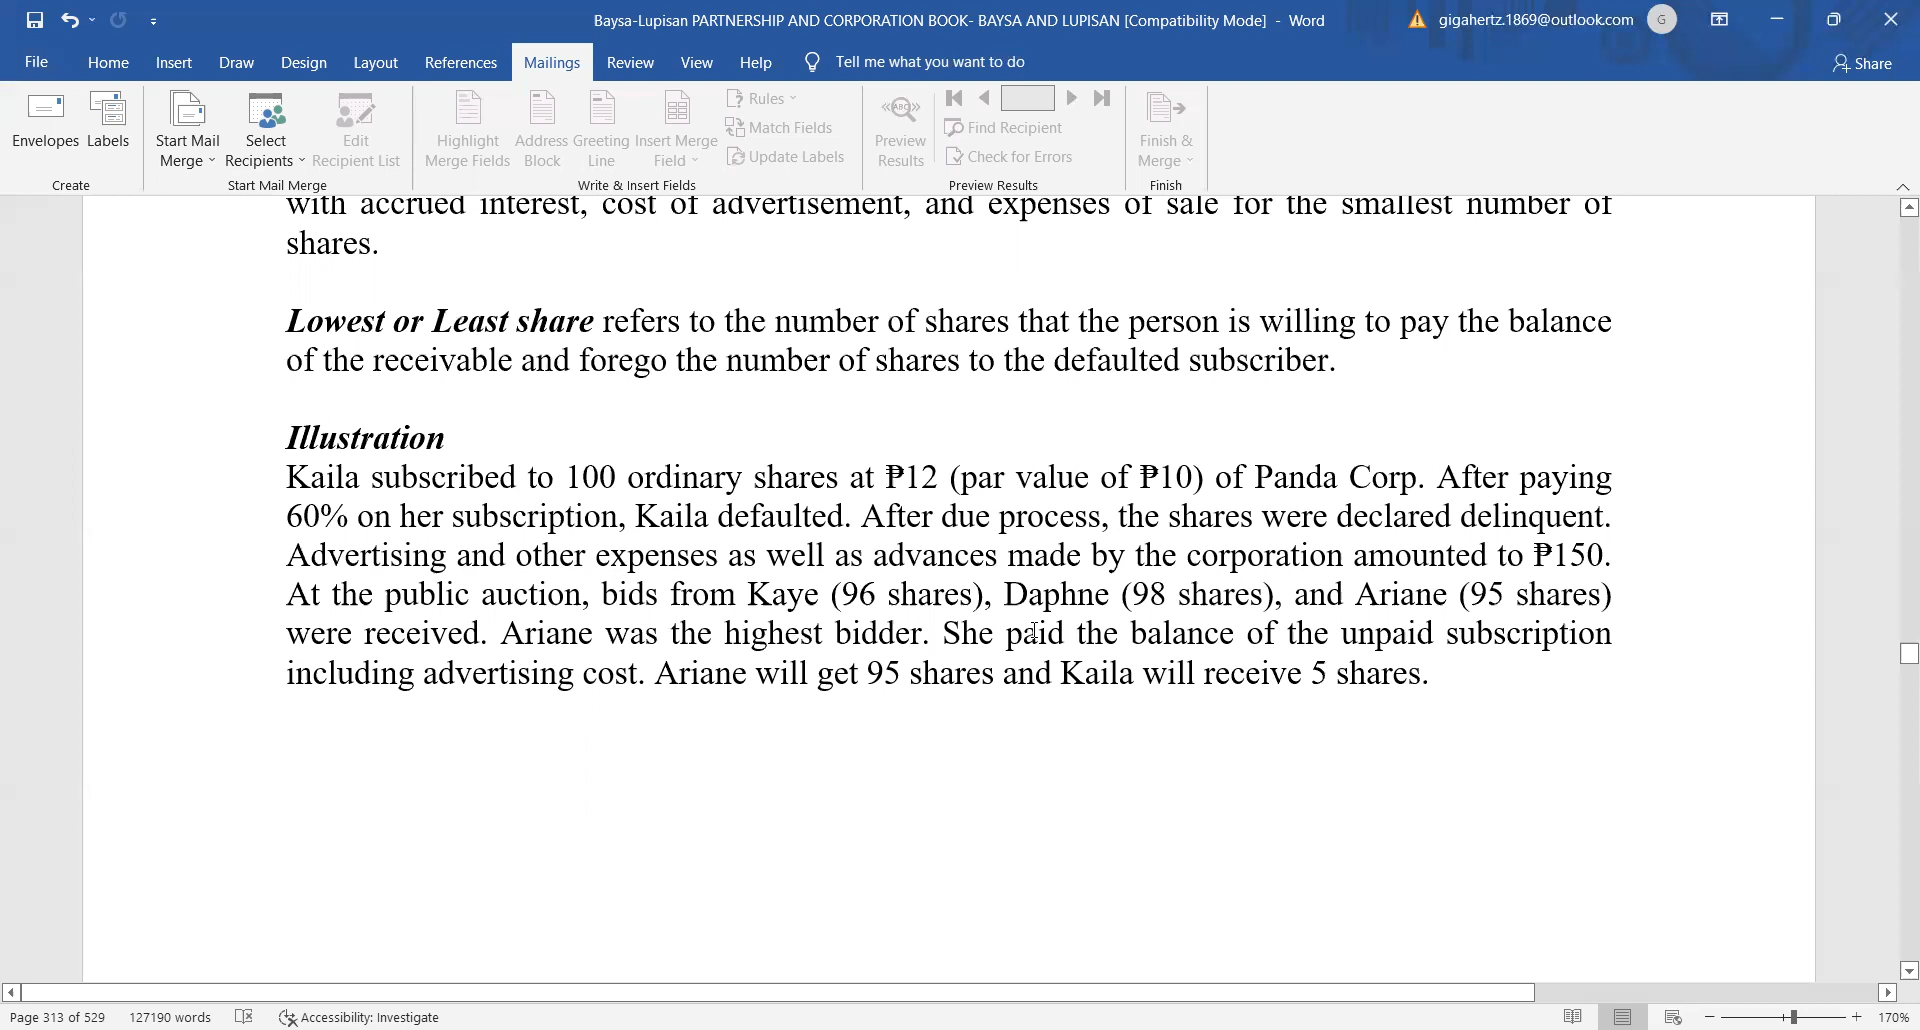 Baysa-Lupisan PARTNERSHIP AND CORPORATION BOOK- BAYSA AND LUPISAN [Compatibility Mode] - Word
gigahertz.1869@outlook.com
G
File Home Insert Draw Design Layout References Mailings Review View Help Tell me what you want to do
Share
Envelopes Labels
Create
Start Mail Merge
Select Recipients
Edit Recipient List
Start Mail Merge
Highlight Merge Fields
Address Block
Greeting Line
Insert Merge Field
Rules
Match Fields
Update Labels
Write & Insert Fields
ABC
Preview Results
Find Recipient
Check for Errors
Preview Results
Finish & Merge
Finish
with accrued interest, cost of advertisement, and expenses of sale for the smallest number of
shares.
Lowest or Least share refers to the number of shares that the person is willing to pay the balance
of the receivable and forego the number of shares to the defaulted subscriber.
Illustration
Kaila subscribed to 100 ordinary shares at ₱12 (par value of ₱10) of Panda Corp. After paying
60% on her subscription, Kaila defaulted. After due process, the shares were declared delinquent.
Advertising and other expenses as well as advances made by the corporation amounted to ₱150.
At the public auction, bids from Kaye (96 shares), Daphne (98 shares), and Ariane (95 shares)
were received. Ariane was the highest bidder. She paid the balance of the unpaid subscription
including advertising cost. Ariane will get 95 shares and Kaila will receive 5 shares.
Page 313 of 529 127190 words Accessibility: Investigate
170%